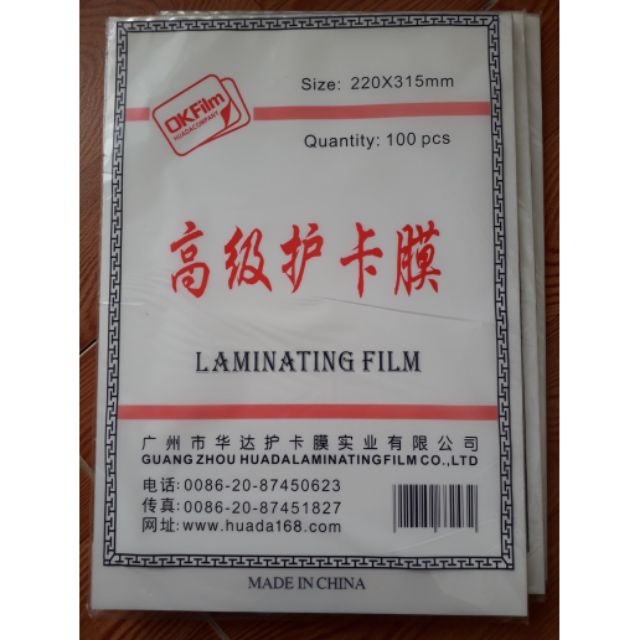 OKFilm
HUADACOMPANY
Size: 220X315mm
Quantity: 100 pcs
高级护卡膜
LAMINATING FILM
广州市华达护卡膜实业有限公司
GUANG ZHOU HUADALAMINATINGFILM CO.,LTD
电话:0086-20-87450623
传真:0086-20-87451827
网址:www.huada168.com
MADE IN CHINA